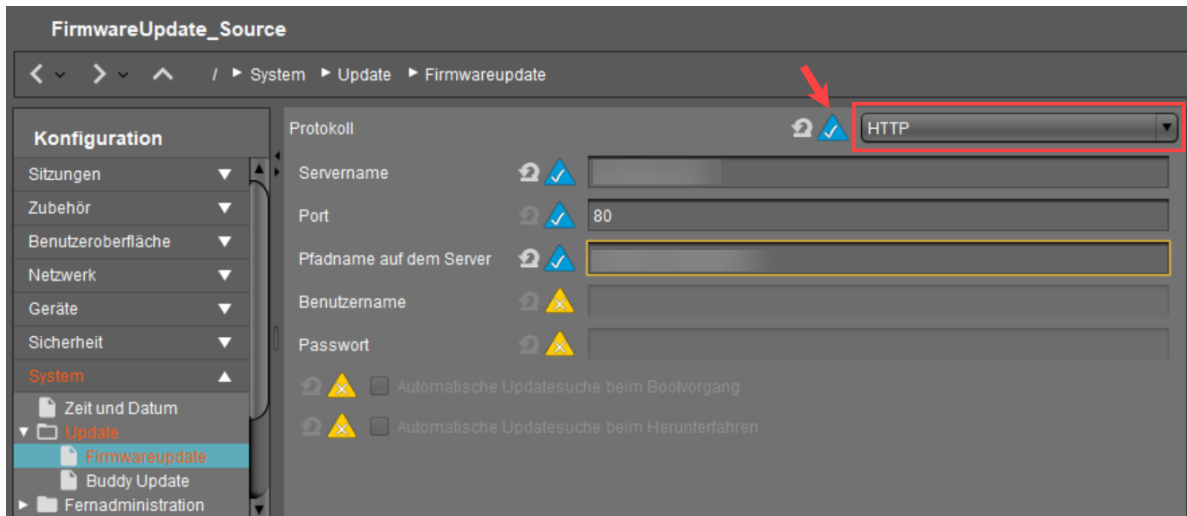 FirmwareUpdate_Source
/ System Update Firmwareupdate
Konfiguration
Sitzungen
Zubehör
Benutzeroberfläche
Netzwerk
Geräte
Sicherheit
System
Zeit und Datum
Update
Firmwareupdate
Buddy Update
Fernadministration
Protokoll HTTP
Servername
Port 80
Pfadname auf dem Server
Benutzername
Passwort
Automatische Updatesuche beim Bootvorgang
Automatische Updatesuche beim Herunterfahren